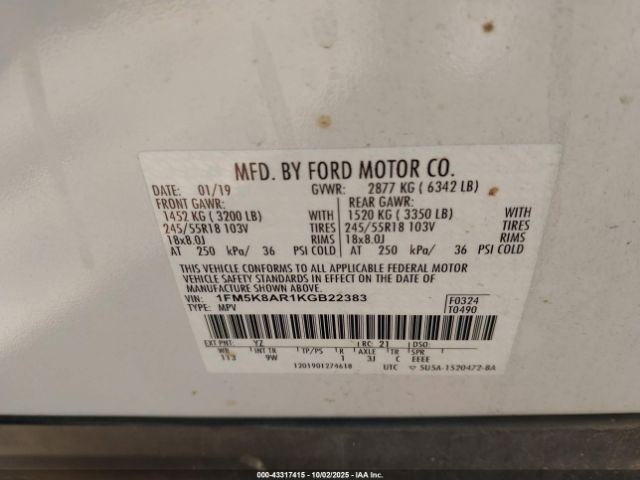 MFD. BY FORD MOTOR CO.
DATE: 01/19 GVWR: 2877 KG ( 6342 LB)
FRONT GAWR: REAR GAWR:
1452 KG ( 3200 LB) WITH 1520 KG ( 3350 LB) WITH
245/55R18 103V TIRES 245/55R18 103V TIRES
18x8.0J RIMS 18x8.0J RIMS
AT 250 kPa/ 36 PSI COLD AT 250 kPa/ 36 PSI COLD
THIS VEHICLE CONFORMS TO ALL APPLICABLE FEDERAL MOTOR
VEHICLE SAFETY STANDARDS IN EFFECT ON THE DATE OF
MANUFACTURE SHOWN ABOVE.
VIN: 1FM5K8AR1KGB22383 F0324
TYPE: MPV T0490
EXT PNT: YZ RC: 21 DSO:
WB INT TR TP/PS R AXLE TR SPR
113 9W 1 3J C EEEE
1201901274618 UTC 5U5A-1520472-BA
000-43317415 | 10/02/2025 | IAA Inc.